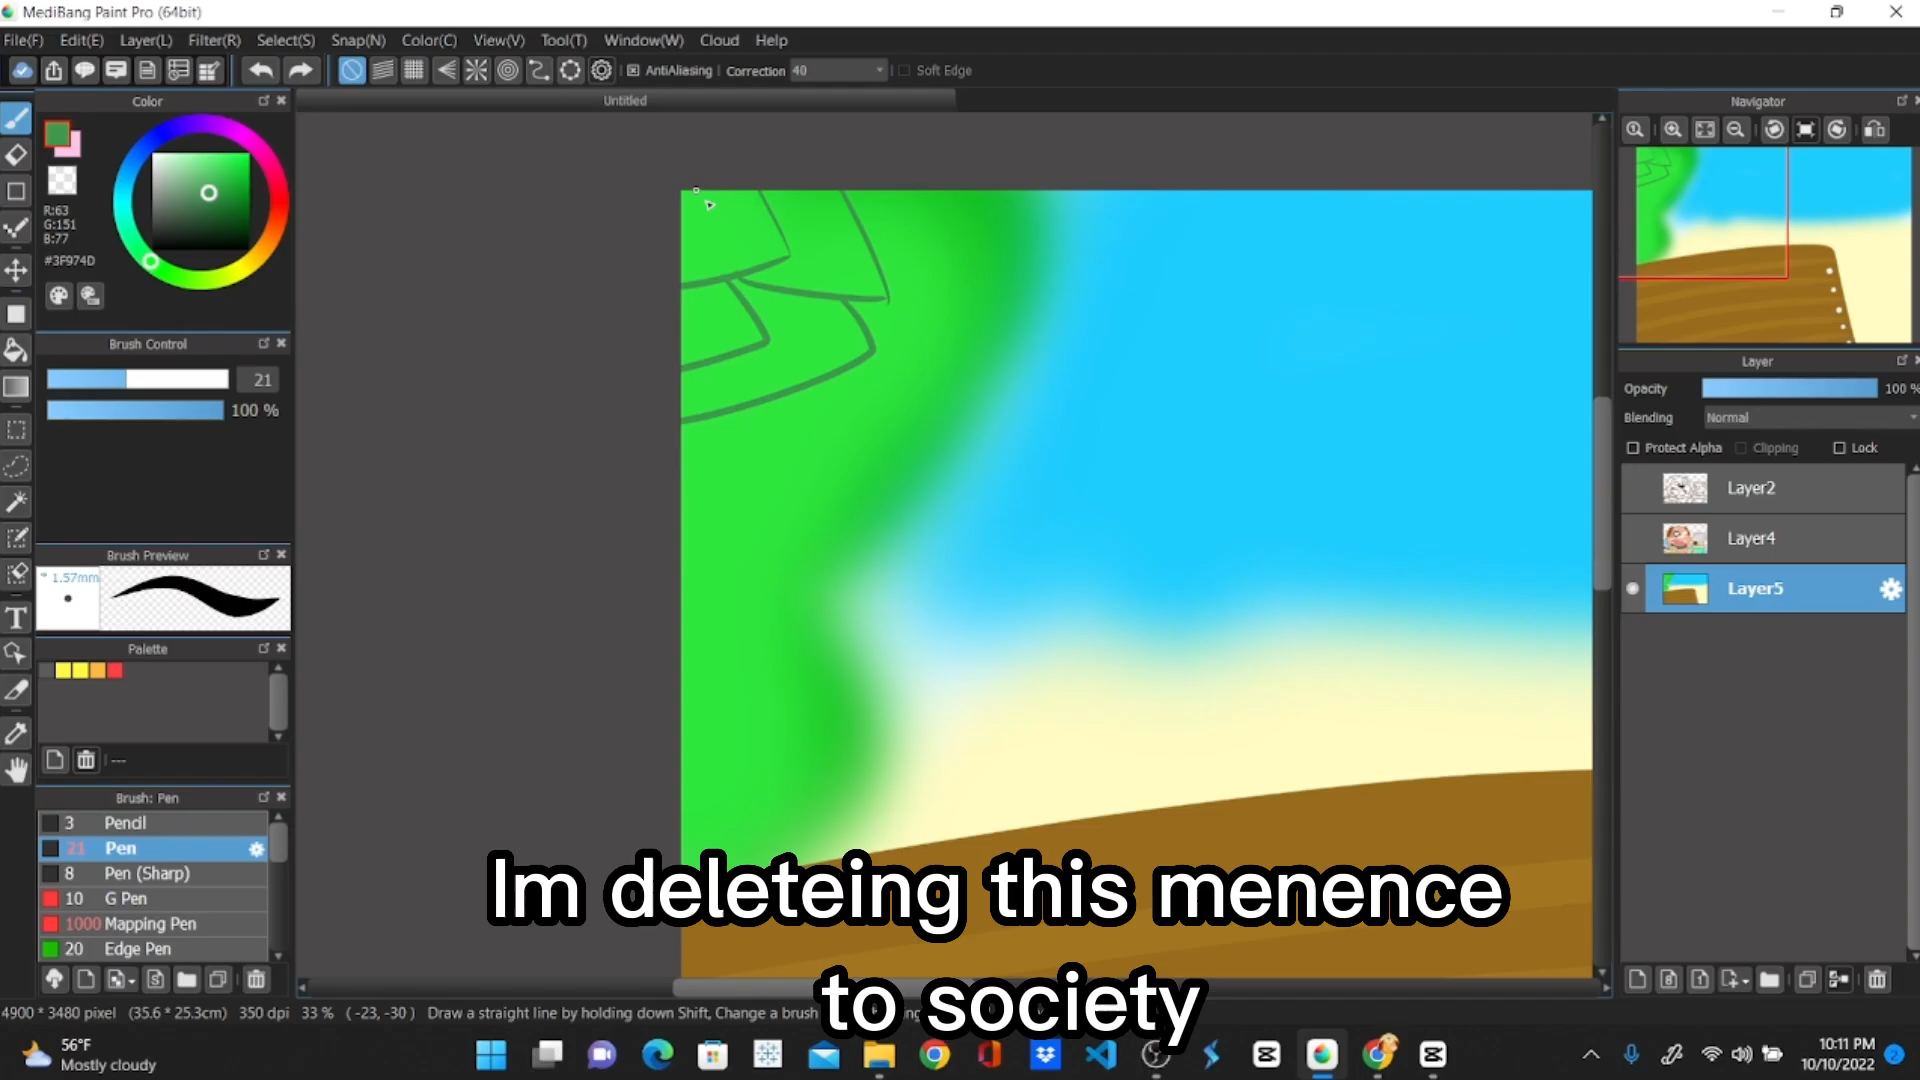 MediBang Paint Pro (64bit)
File(F) Edit(E) Layer(L) Filter(R) Select(S) Snap(N) Color(C) View(V) Tool(T) Window(W) Cloud Help
AntiAliasing Correction 40 Soft Edge
Color
Untitled
Navigator
R:63
G:151
B:77
#3F974D
Brush Control
21
100 %
Layer
Opacity 100 %
Blending Normal
Protect Alpha Clipping Lock
Layer2
Layer4
Layer5
Brush Preview
* 1.57mm
Palette
---
Brush: Pen
3 Pencil
21 Pen
8 Pen (Sharp)
10 G Pen
1000 Mapping Pen
20 Edge Pen
Im deleteing this menence
to society
4900 * 3480 pixel (35.6 * 25.3cm) 350 dpi 33 % ( -23, -30 ) Draw a straight line by holding down Shift, Change a brush
56°F
Mostly cloudy
10:11 PM
10/10/2022
2